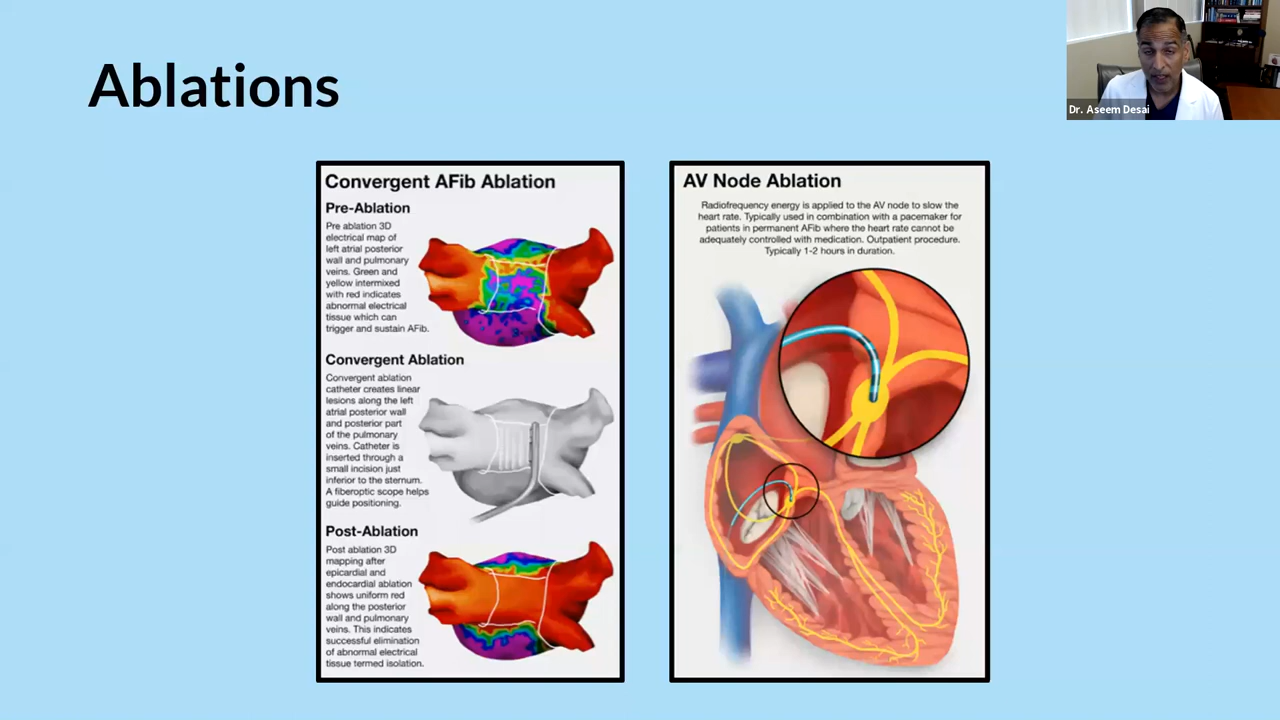 Ablations
Dr. Aseem Desai
Convergent AFib Ablation
Pre-Ablation
Pre ablation 3D
electrical map of
left atrial posterior
wall and pulmonary
veins. Green and
yellow intermixed
with red indicates
abnormal electrical
tissue which can
trigger and sustain AFib.
Convergent Ablation
Convergent ablation
catheter creates linear
lesions along the left
atrial posterior wall
and posterior part
of the pulmonary
veins. Catheter is
inserted through a
small incision just
inferior to the sternum.
A fiberoptic scope helps
guide positioning.
Post-Ablation
Post ablation 3D
mapping after
epicardial and
endocardial ablation
shows uniform red
along the posterior
wall and pulmonary
veins. This indicates
successful elimination
of abnormal electrical
tissue termed isolation.
AV Node Ablation
Radiofrequency energy is applied to the AV node to slow the
heart rate. Typically used in combination with a pacemaker for
patients in permanent AFib where the heart rate cannot be
adequately controlled with medication. Outpatient procedure.
Typically 1-2 hours in duration.